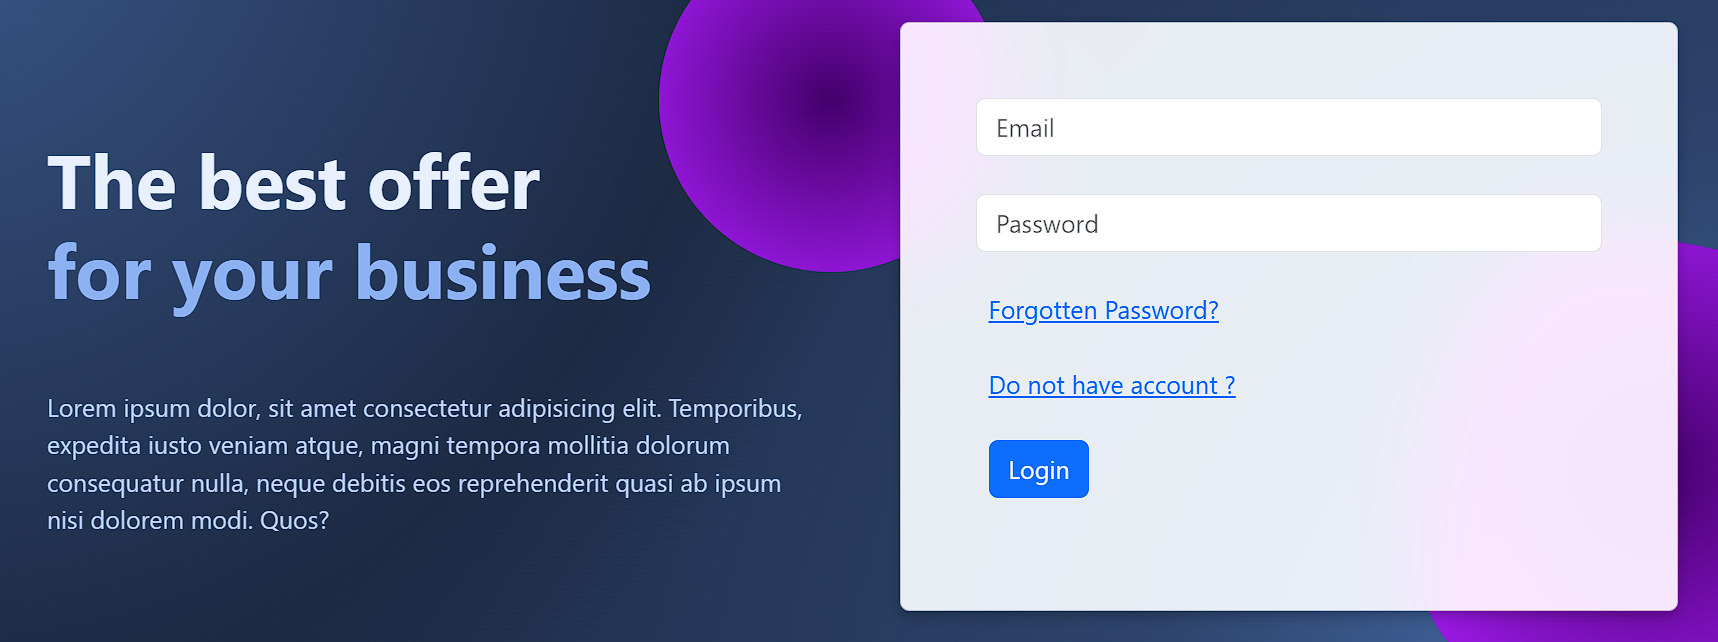 The best offer
for your business
Lorem ipsum dolor, sit amet consectetur adipisicing elit. Temporibus,
expedita iusto veniam atque, magni tempora mollitia dolorum
consequatur nulla, neque debitis eos reprehenderit quasi ab ipsum
nisi dolorem modi. Quos?
Email
Password
Forgotten Password?
Do not have account ?
Login